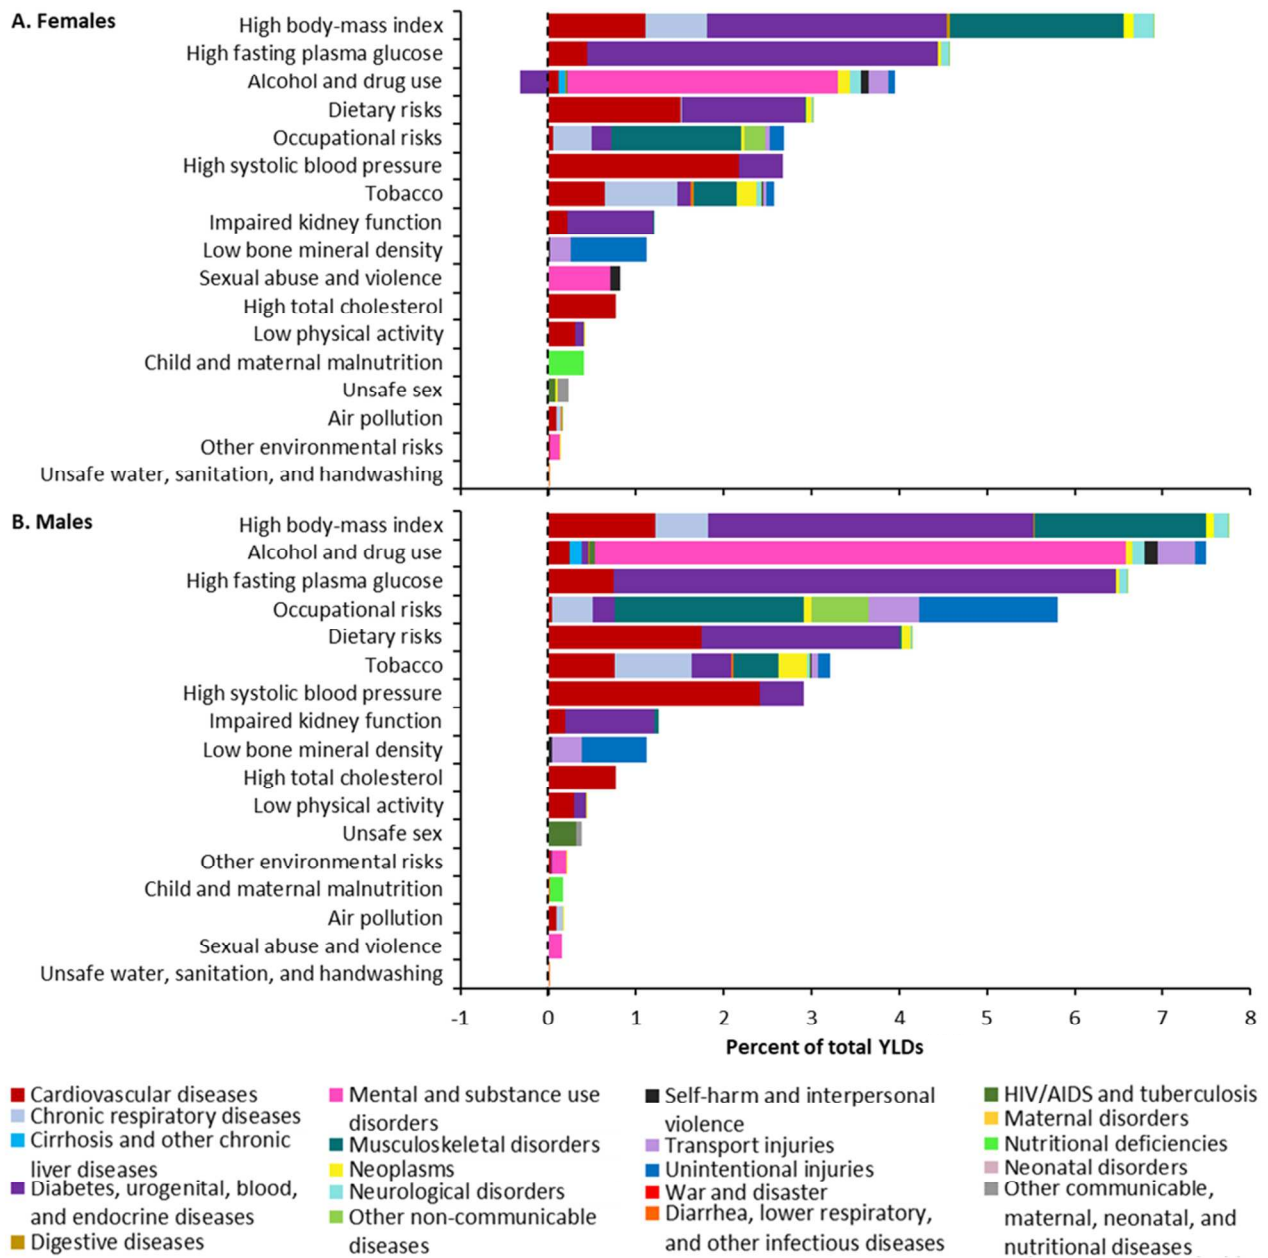 A. Females
High body-mass index
High fasting plasma glucose
Alcohol and drug use
Dietary risks
Occupational risks
High systolic blood pressure
Tobacco
Impaired kidney function
Low bone mineral density
Sexual abuse and violence
High total cholesterol
Low physical activity
Child and maternal malnutrition
Unsafe sex
Air pollution
Other environmental risks
Unsafe water, sanitation, and handwashing
B. Males
High body-mass index
Alcohol and drug use
High fasting plasma glucose
Occupational risks
Dietary risks
Tobacco
High systolic blood pressure
Impaired kidney function
Low bone mineral density
High total cholesterol
Low physical activity
Unsafe sex
Other environmental risks
Child and maternal malnutrition
Air pollution
Sexual abuse and violence
Unsafe water, sanitation, and handwashing
-1 0 1 2 3 4 5 6 7 8
Percent of total YLDs
Cardiovascular diseases
Chronic respiratory diseases
Cirrhosis and other chronic
liver diseases
Diabetes, urogenital, blood,
and endocrine diseases
Digestive diseases
Mental and substance use
disorders
Musculoskeletal disorders
Neoplasms
Neurological disorders
Other non-communicable
diseases
Self-harm and interpersonal
violence
Transport injuries
Unintentional injuries
War and disaster
Diarrhea, lower respiratory,
and other infectious diseases
HIV/AIDS and tuberculosis
Maternal disorders
Nutritional deficiencies
Neonatal disorders
Other communicable,
maternal, neonatal, and
nutritional diseases